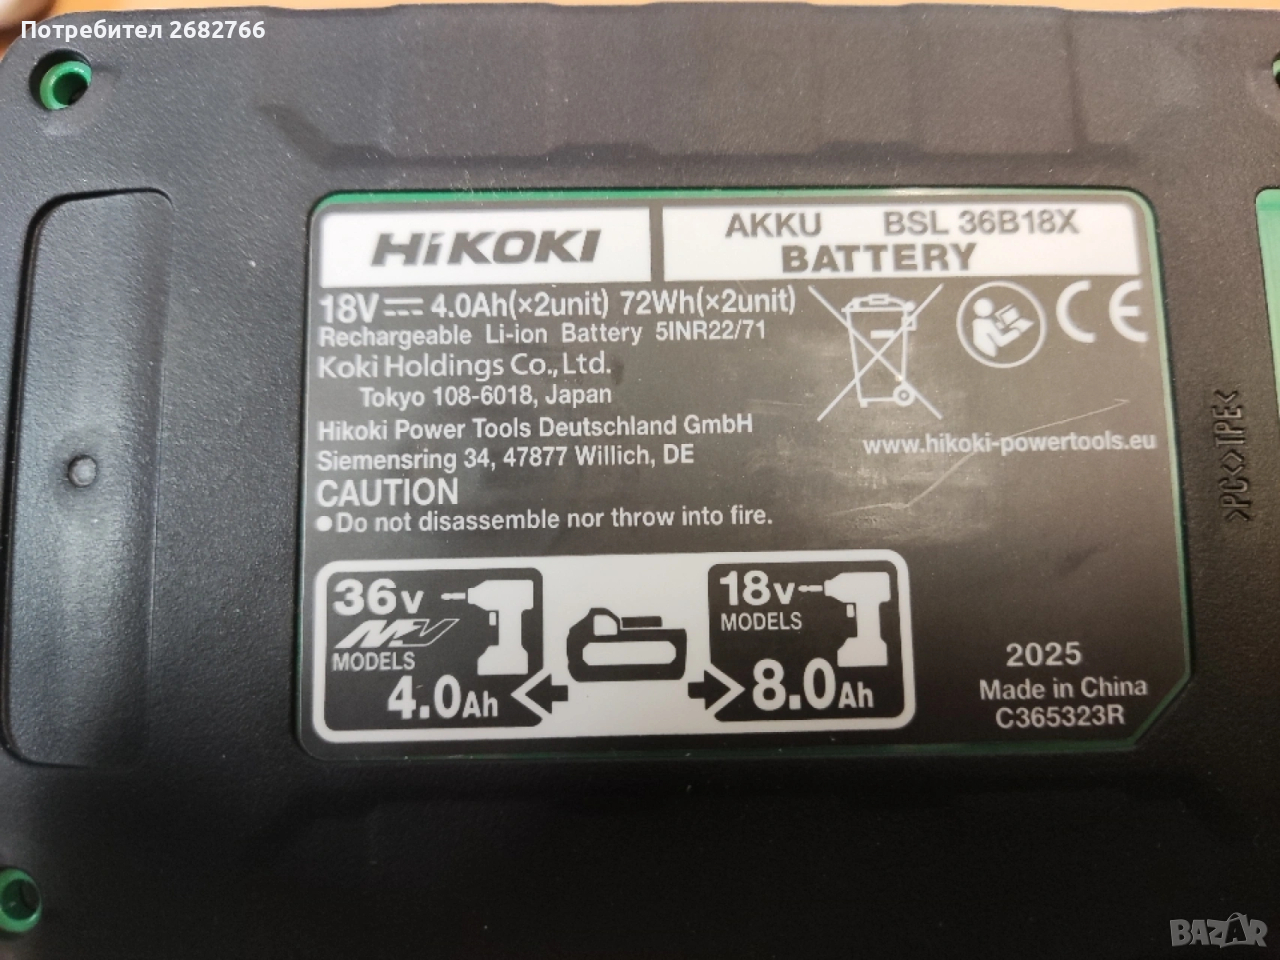 Потребител 2682766
HiKOKI
AKKU BSL 36B18X
BATTERY
18V⎓4.0Ah(×2unit) 72Wh(×2unit)
Rechargeable Li-ion Battery 5INR22/71
Koki Holdings Co.,Ltd.
Tokyo 108-6018, Japan
Hikoki Power Tools Deutschland GmbH
Siemensring 34, 47877 Willich, DE
CAUTION
●Do not disassemble nor throw into fire.
CE
www.hikoki-powertools.eu
>PC<>TPE<
36v
MV
MODELS
4.0Ah
18v
MODELS
8.0Ah
2025
Made in China
C365323R
BAZAR